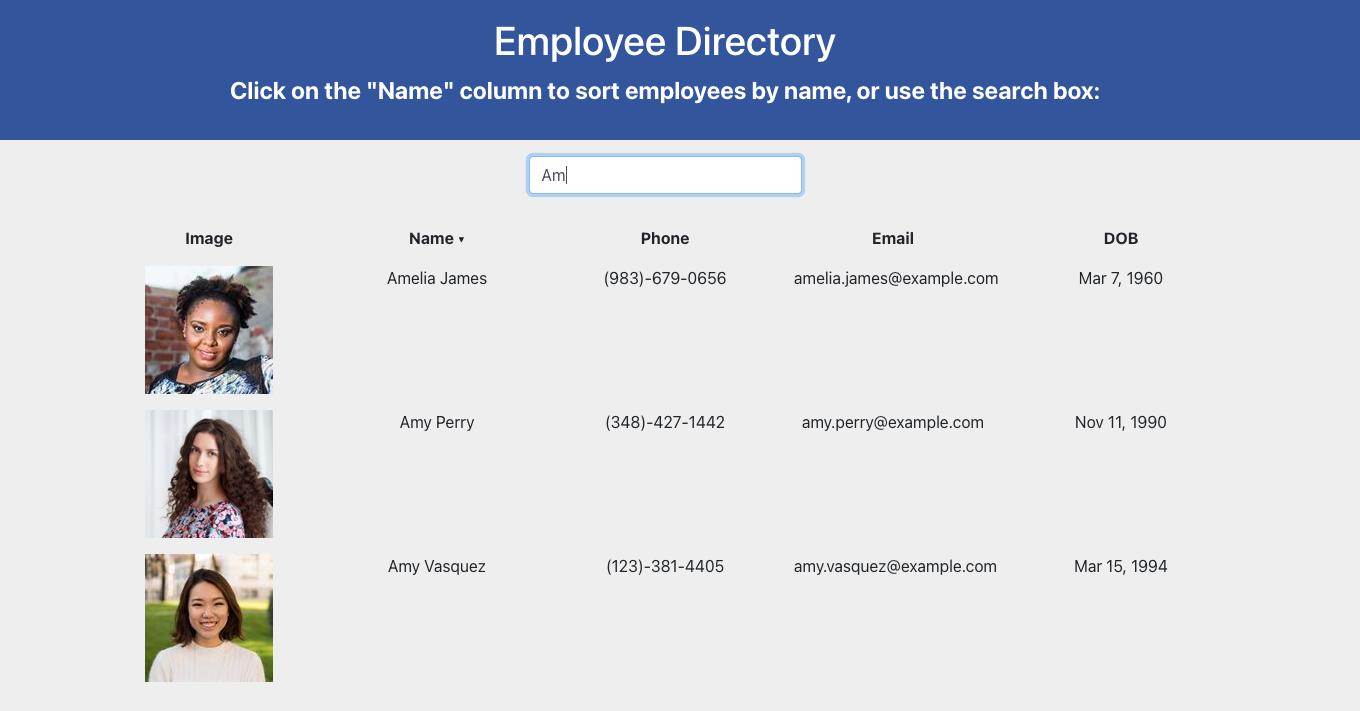 Employee Directory
Click on the "Name" column to sort employees by name, or use the search box:
Am
Image Name ▾ Phone Email DOB
Amelia James (983)-679-0656 amelia.james@example.com Mar 7, 1960
Amy Perry (348)-427-1442 amy.perry@example.com Nov 11, 1990
Amy Vasquez (123)-381-4405 amy.vasquez@example.com Mar 15, 1994